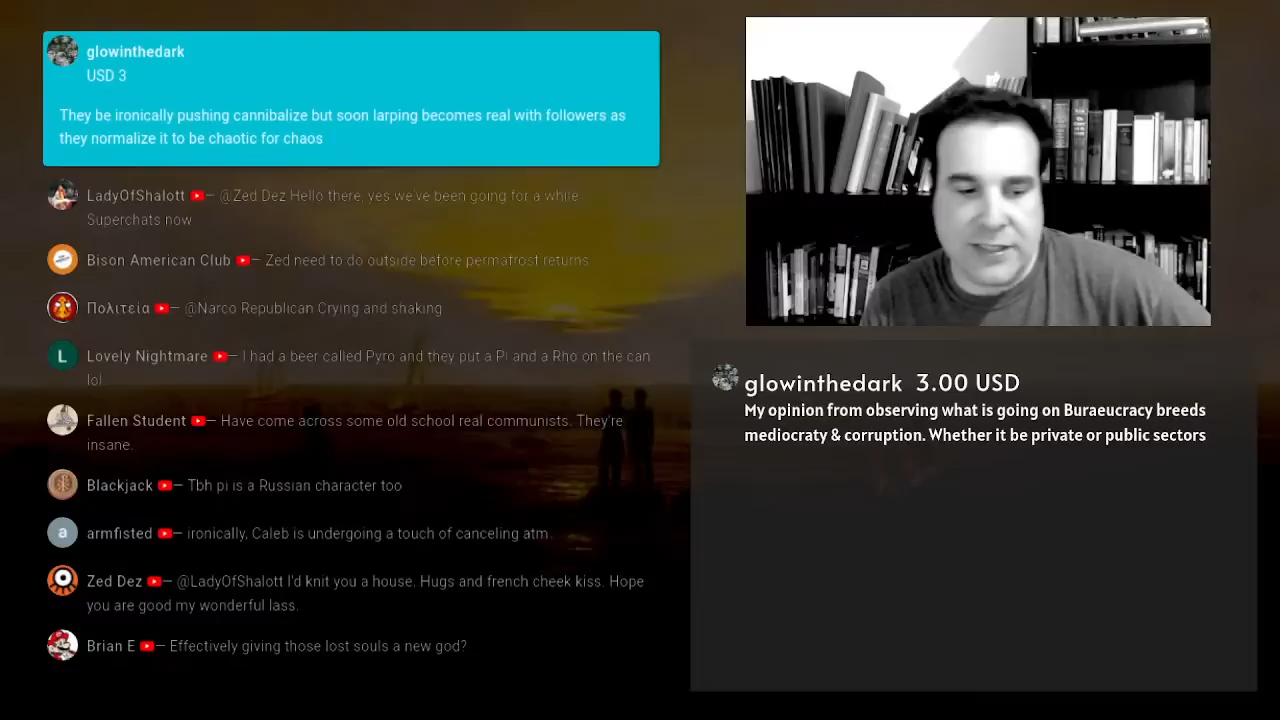 glowinthedark
USD 3
They be ironically pushing cannibalize but soon larping becomes real with followers as
they normalize it to be chaotic for chaos
LadyOfShalott — @Zed Dez Hello there, yes we've been going for a while
Superchats now
Bison American Club — Zed need to do outside before permafrost returns
Πολιτεία — @Narco Republican Crying and shaking
L Lovely Nightmare — I had a beer called Pyro and they put a Pi and a Rho on the can
lol
Fallen Student — Have come across some old school real communists. They're
insane.
Blackjack — Tbh pi is a Russian character too
a armfisted — ironically, Caleb is undergoing a touch of canceling atm.
Zed Dez — @LadyOfShalott I'd knit you a house. Hugs and french cheek kiss. Hope
you are good my wonderful lass.
Brian E — Effectively giving those lost souls a new god?
glowinthedark 3.00 USD
My opinion from observing what is going on Buraeucracy breeds
mediocraty & corruption. Whether it be private or public sectors